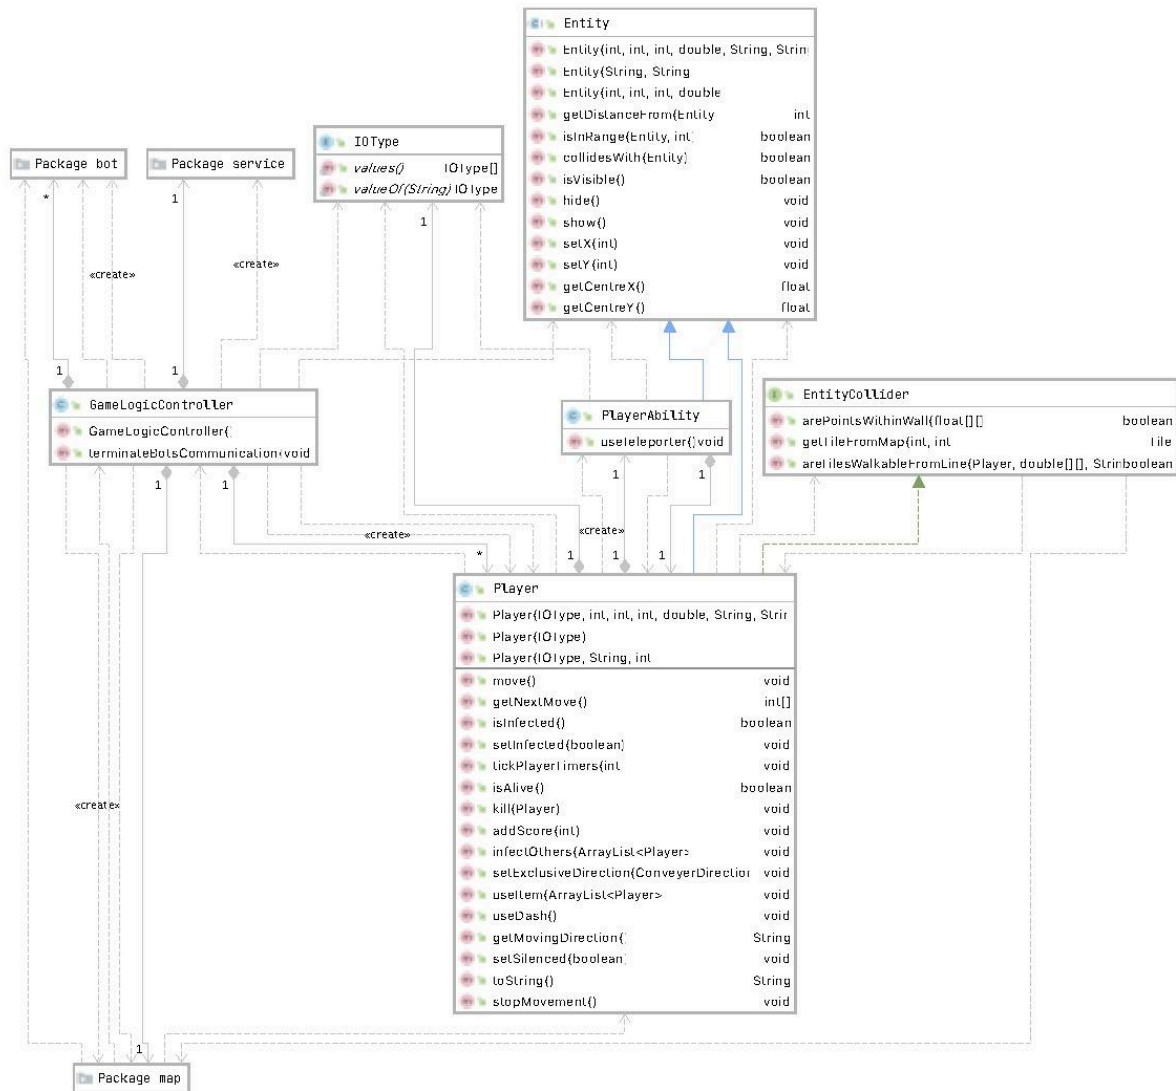 Entity
Entity(int, int, int, double, String, Strin
Entity(String, String
Entity(int, int, int, double
getDistanceFrom(Entity int
isInRange(Entity, int) boolean
collidesWith(Entity) boolean
isVisible() boolean
hide() void
show() void
setX(int) void
setY(int) void
getCentreX() float
getCentreY() float
IOType
values() IOType[]
valueOf(String) IOType
Package bot
Package service
*
1
1
«create»
«create»
1
1
GameLogicController
GameLogicController(
terminateBotsCommunication( void
1
1
PlayerAbility
useTeleporter() void
1
1
EntityCollider
arePointsWithinWall(float[][] boolean
getTileFromMap(int, int Tile
areTilesWalkableFromLine(Player, double[][], Strin boolean
«create»
«create»
*
1
1
1
Player
Player(IOType, int, int, int, double, String, Strin
Player(IOType)
Player(IOType, String, int
move() void
getNextMove() int[]
isInfected() boolean
setInfected(boolean) void
tickPlayerTimers(int void
isAlive() boolean
kill(Player) void
addScore(int) void
infectOthers(ArrayList<Player> void
setExclusiveDirection(ConveyerDirection void
useItem(ArrayList<Player> void
useDash() void
getMovingDirection() String
setSilenced(boolean) void
toString() String
stopMovement() void
«create»
1
Package map